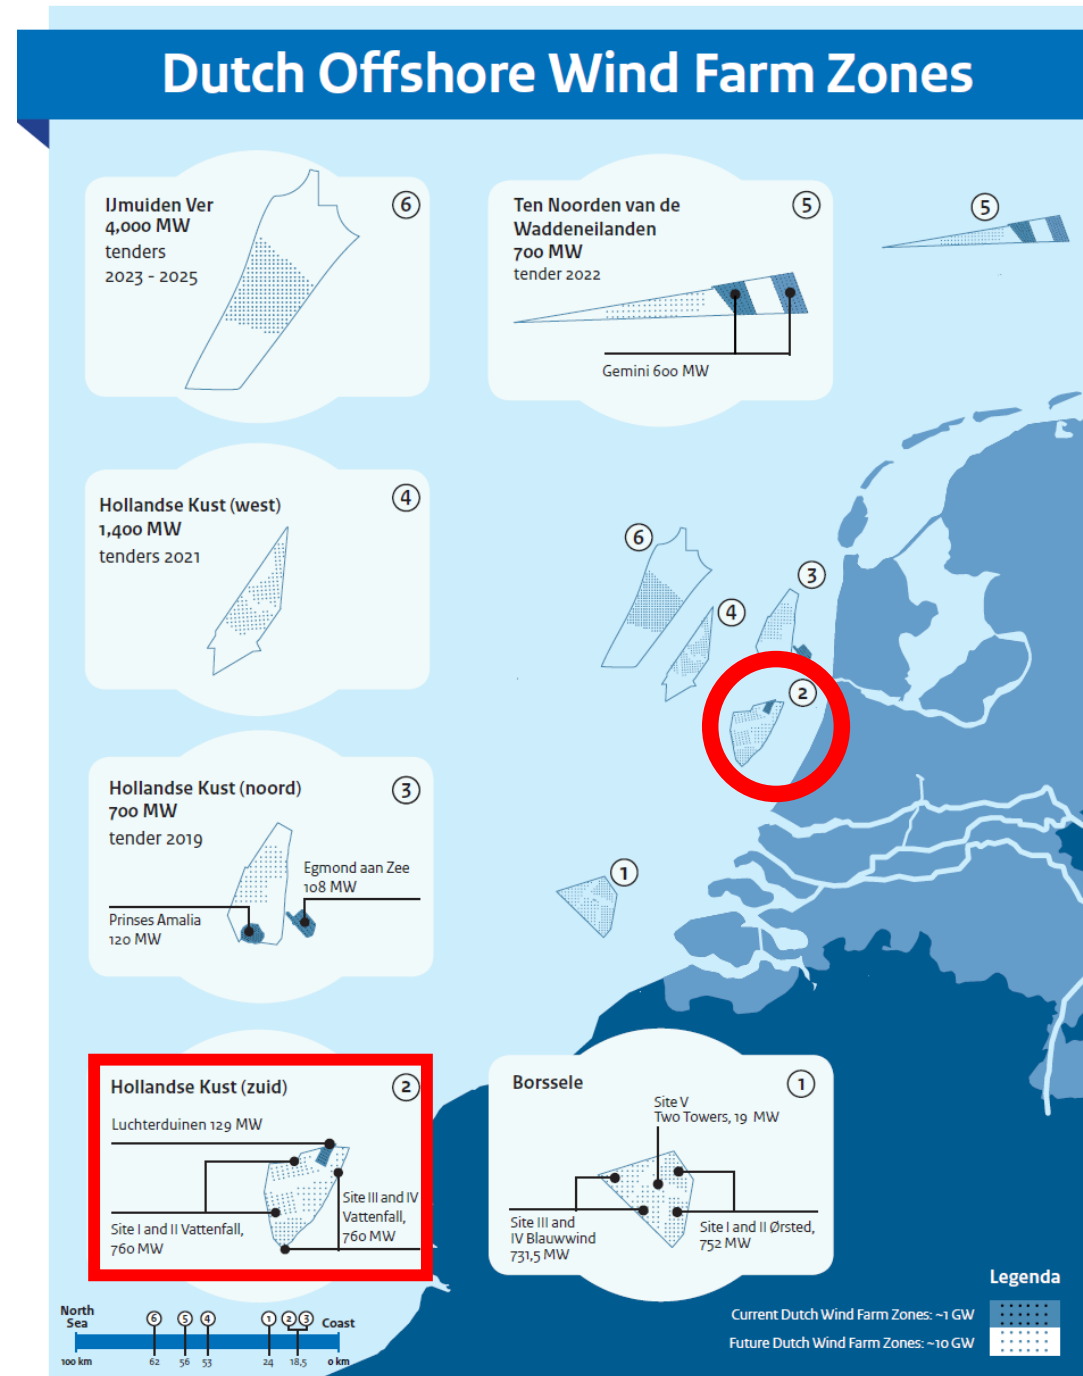 Dutch Offshore Wind Farm Zones
IJmuiden Ver
4,000 MW
tenders
2023 - 2025
6
Ten Noorden van de
Waddeneilanden
700 MW
tender 2022
5
Gemini 600 MW
5
Hollandse Kust (west)
1,400 MW
tenders 2021
4
6
3
4
2
1
Hollandse Kust (noord)
700 MW
tender 2019
3
Egmond aan Zee
108 MW
Prinses Amalia
120 MW
Hollandse Kust (zuid)
2
Luchterduinen 129 MW
Site III and IV
Vattenfall,
760 MW
Site I and II Vattenfall,
760 MW
Borssele
1
Site V
Two Towers, 19 MW
Site III and
IV Blauwwind
731,5 MW
Site I and II Ørsted,
752 MW
North
Sea
6 5 4 1 2 3
Coast
100 km 62 56 53 24 18,5 0 km
Legenda
Current Dutch Wind Farm Zones: ~1 GW
Future Dutch Wind Farm Zones: ~10 GW